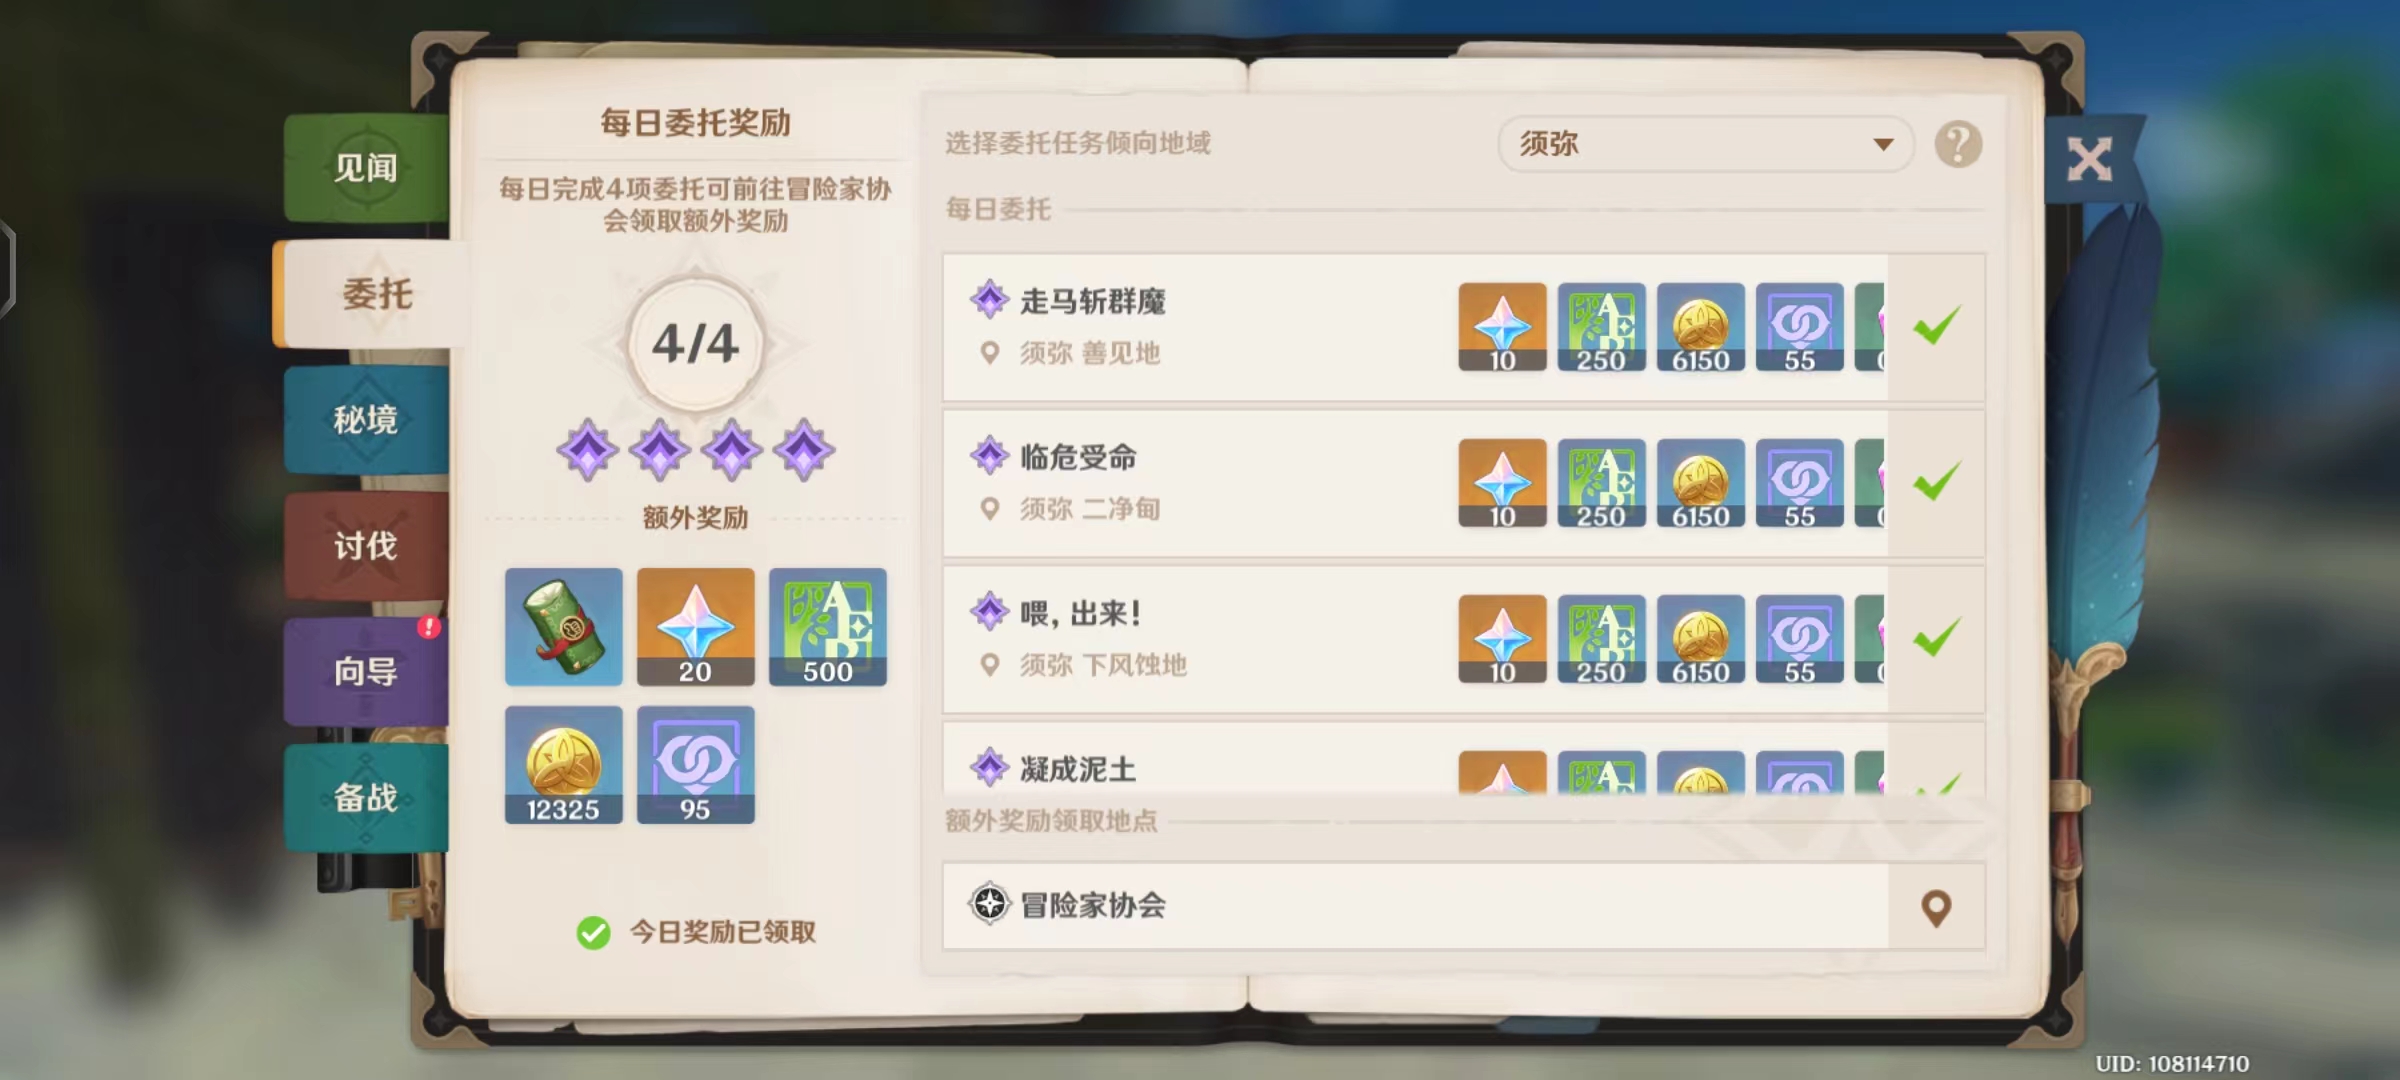 见闻
委托
秘境
讨伐
向导
备战
每日委托奖励
每日完成4项委托可前往冒险家协
会领取额外奖励
4/4
额外奖励
20
500
12325
95
今日奖励已领取
选择委托任务倾向地域
须弥
?
每日委托
走马斩群魔
须弥 善见地
10
250
6150
55
临危受命
须弥 二净甸
10
250
6150
55
喂，出来！
须弥 下风蚀地
10
250
6150
55
凝成泥土
额外奖励领取地点
冒险家协会
UID: 108114710